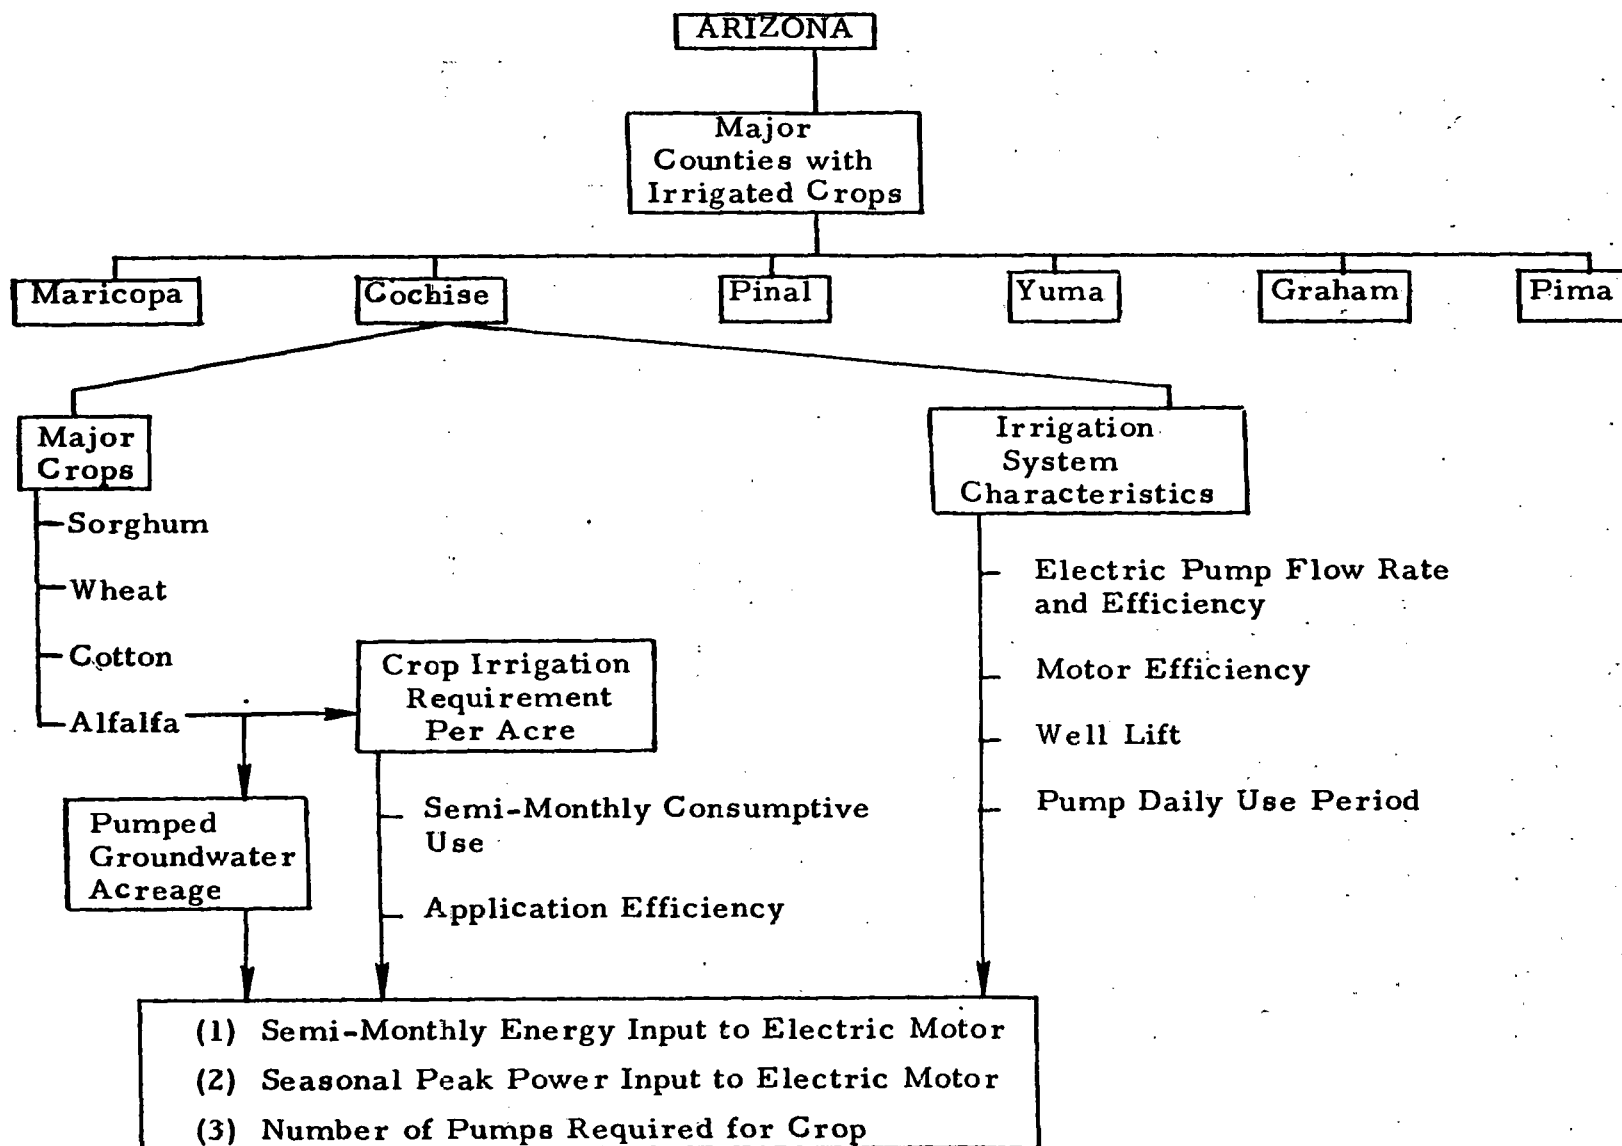 ARIZONA
Major
Counties with
Irrigated Crops
Maricopa
Cochise
Pinal
Yuma
Graham
Pima
Major
Crops
Sorghum
Wheat
Cotton
Alfalfa
Crop Irrigation
Requirement
Per Acre
Pumped
Groundwater
Acreage
Semi-Monthly Consumptive
Use
Application Efficiency
Irrigation
System
Characteristics
Electric Pump Flow Rate
and Efficiency
Motor Efficiency
Well Lift
Pump Daily Use Period
(1) Semi-Monthly Energy Input to Electric Motor
(2) Seasonal Peak Power Input to Electric Motor
(3) Number of Pumps Required for Crop